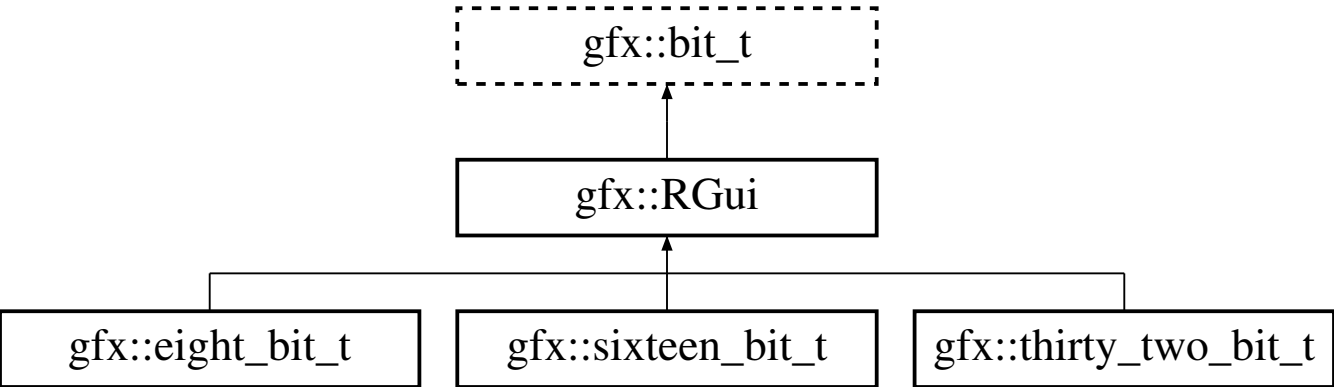 gfx::bit_t
gfx::RGui
gfx::eight_bit_t
gfx::sixteen_bit_t
gfx::thirty_two_bit_t